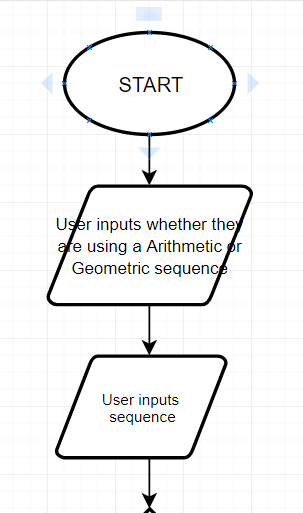 START
User inputs whether they
are using a Arithmetic or
Geometric sequence
User inputs
sequence